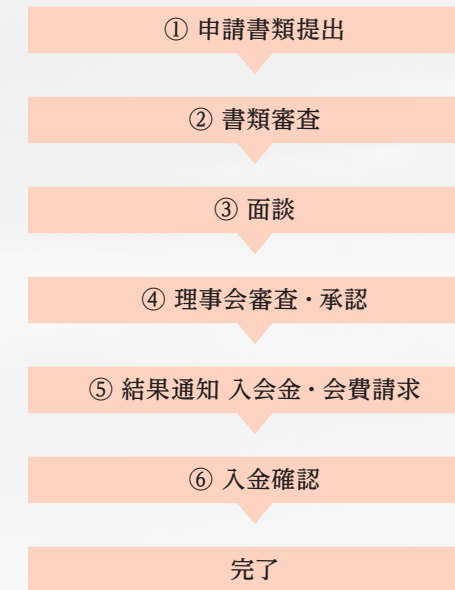 ① 申請書類提出
② 書類審査
③ 面談
④ 理事会審査・承認
⑤ 結果通知 入会金・会費請求
⑥ 入金確認
完了